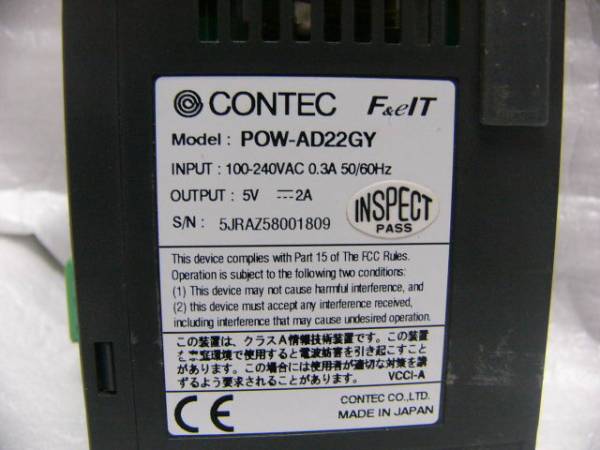 CONTEC F&eIT
Model : POW-AD22GY
INPUT : 100-240VAC 0.3A 50/60Hz
OUTPUT : 5V ⎓2A
INSPECT
PASS
S/N : 5JRAZ58001809
This device complies with Part 15 of The FCC Rules.
Operation is subject to the following two conditions:
(1) This device may not cause harmful interference, and
(2) this device must accept any interference received,
including interference that may cause undesired operation.
この装置は、クラスA情報技術装置です。この装置
を家庭環境で使用すると電波妨害を引き起こすこと
があります。この場合には使用者が適切な対策を講
ずるよう要求されることがあります。 VCCI-A
CE
CONTEC CO.,LTD.
MADE IN JAPAN